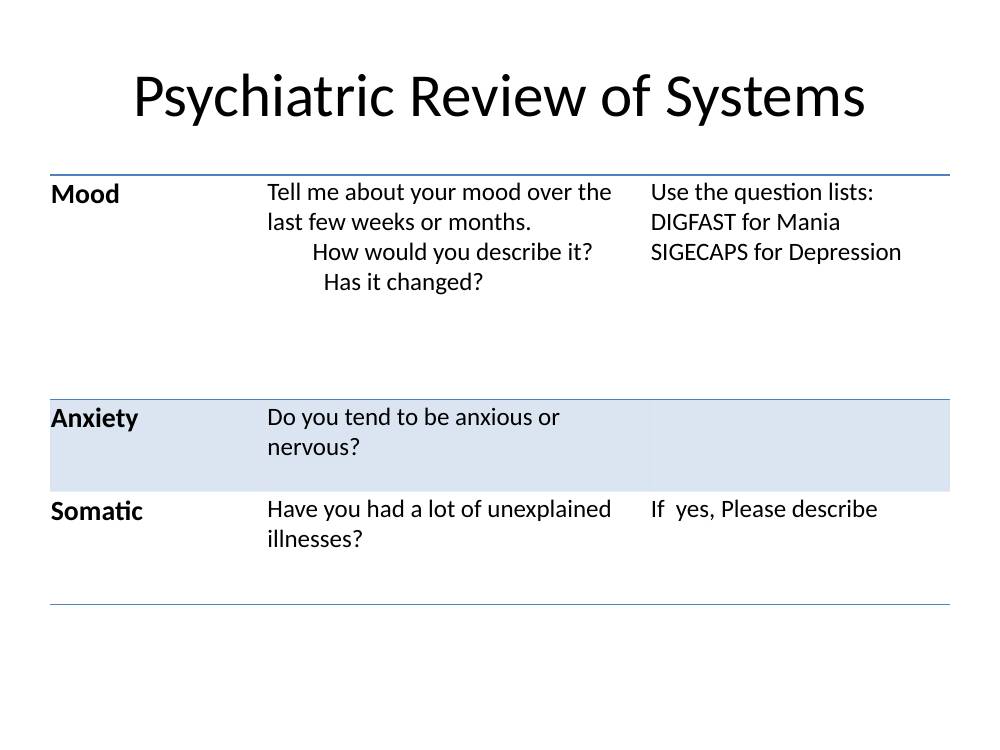 Psychiatric Review of Systems
Mood
Tell me about your mood over the
last few weeks or months.
How would you describe it?
Has it changed?
Use the question lists:
DIGFAST for Mania
SIGECAPS for Depression
Anxiety
Do you tend to be anxious or
nervous?
Somatic
Have you had a lot of unexplained
illnesses?
If  yes, Please describe